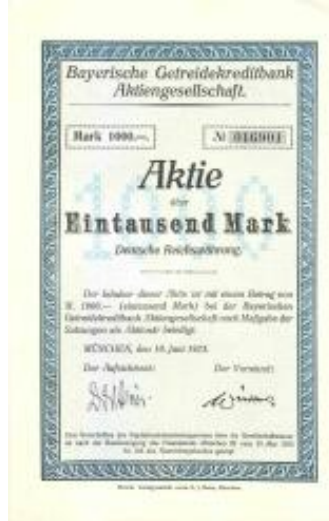 Bayerische Getreidekreditbank
Aktiengesellschaft.
Mark 1000.—.
№ 016901
Aktie
über
Eintausend Mark
Deutsche Reichswährung.
Der Inhaber dieser Aktie ist mit einem Betrag von
M. 1000.— (eintausend Mark) bei der Bayerischen
Getreidekreditbank Aktiengesellschaft nach Maßgabe der
Satzungen als Aktionär beteiligt.
MÜNCHEN, den 16. Juni 1923.
Der Aufsichtsrat:
Der Vorstand: